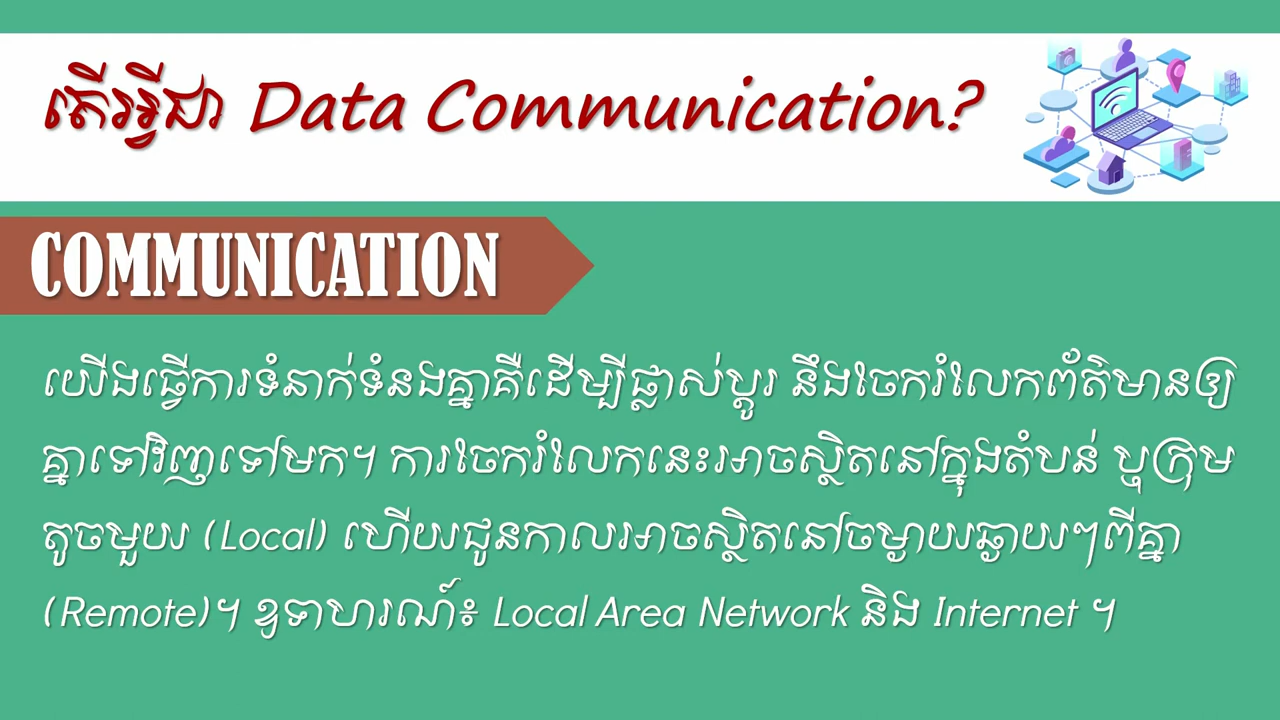 តើអ្វីជា Data Communication?
COMMUNICATION
យើងធ្វើការទំនាក់ទំនងគ្នាគឺដើម្បីផ្លាស់ប្តូរ នឹងចែករំលែកព័ត៌មានឲ្យ
គ្នាទៅវិញទៅមក។ ការចែករំលែកនេះអាចស្ថិតនៅក្នុងតំបន់ ឬក្រុម
តូចមួយ (Local) ហើយជូនកាលអាចស្ថិតនៅចម្ងាយឆ្ងាយៗពីគ្នា
(Remote)។ ឧទាហរណ៍៖ Local Area Network និង Internet ។